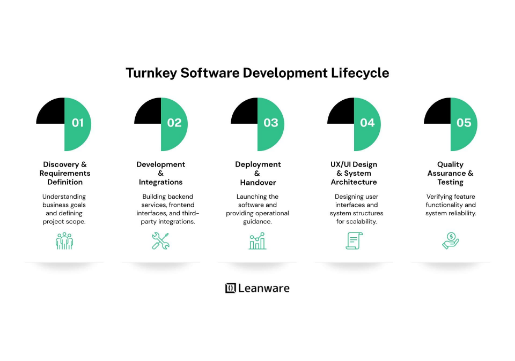 Turnkey Software Development Lifecycle
01
Discovery &
Requirements
Definition
Understanding
business goals
and defining
project scope.
02
Development
&
Integrations
Building backend
services, frontend
interfaces, and third-
party integrations.
03
Deployment
&
Handover
Launching the
software and
providing operational
guidance.
04
UX/UI Design
& System
Architecture
Designing user
interfaces and
system structures
for scalability.
05
Quality
Assurance &
Testing
Verifying feature
functionality and
system reliability.
Leanware